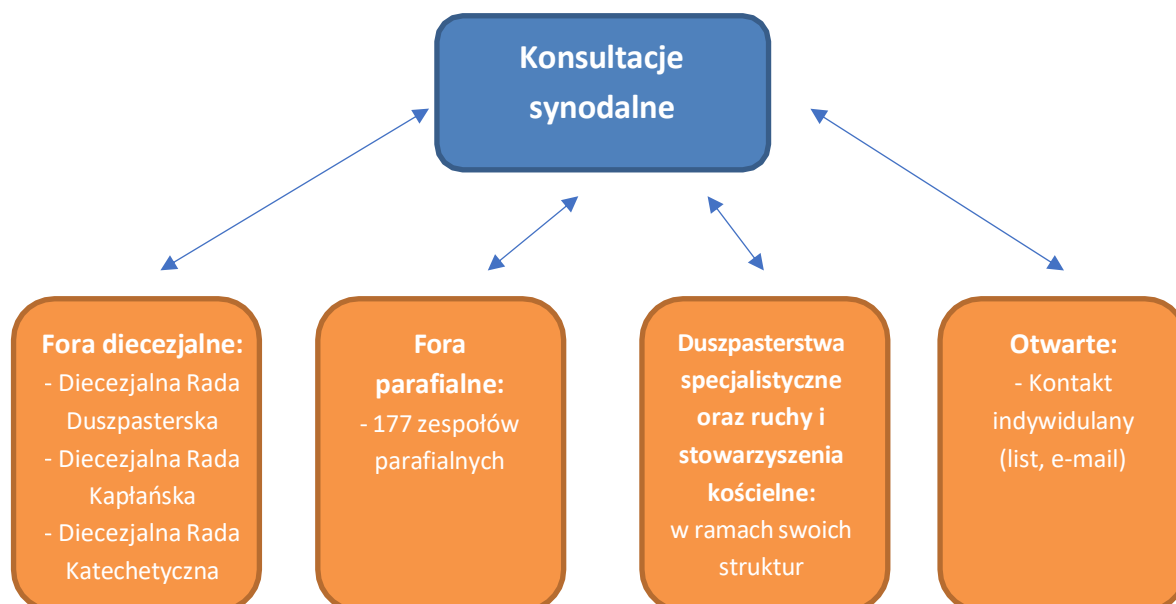 Konsultacje
synodalne
Fora diecezjalne:
- Diecezjalna Rada
Duszpasterska
- Diecezjalna Rada
Kapłańska
- Diecezjalna Rada
Katechetyczna
Fora
parafialne:
- 177 zespołów
parafialnych
Duszpasterstwa
specjalistyczne
oraz ruchy i
stowarzyszenia
kościelne:
w ramach swoich
struktur
Otwarte:
- Kontakt
indywidulany
(list, e-mail)